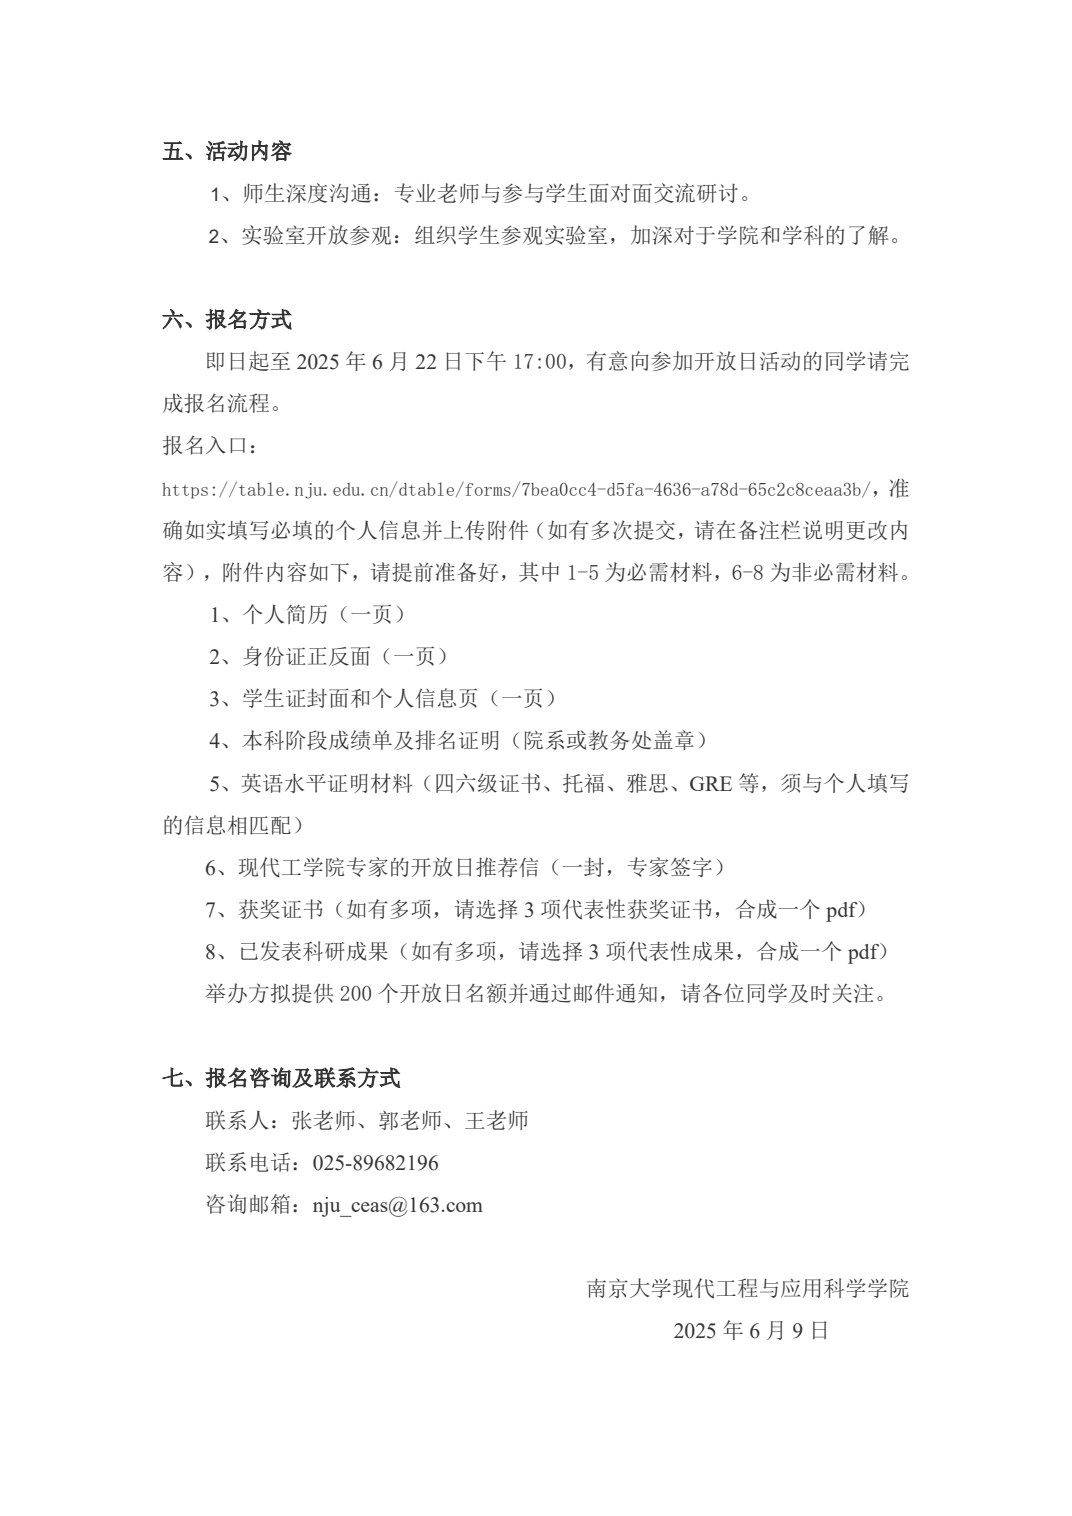 五、活动内容
1、师生深度沟通：专业老师与参与学生面对面交流研讨。
2、实验室开放参观：组织学生参观实验室，加深对于学院和学科的了解。
六、报名方式
即日起至 2025 年 6 月 22 日下午 17:00，有意向参加开放日活动的同学请完
成报名流程。
报名入口：
https://table.nju.edu.cn/dtable/forms/7bea0cc4-d5fa-4636-a78d-65c2c8ceaa3b/，准
确如实填写必填的个人信息并上传附件（如有多次提交，请在备注栏说明更改内
容），附件内容如下，请提前准备好，其中 1-5 为必需材料，6-8 为非必需材料。
1、个人简历（一页）
2、身份证正反面（一页）
3、学生证封面和个人信息页（一页）
4、本科阶段成绩单及排名证明（院系或教务处盖章）
5、英语水平证明材料（四六级证书、托福、雅思、GRE 等，须与个人填写
的信息相匹配）
6、现代工学院专家的开放日推荐信（一封，专家签字）
7、获奖证书（如有多项，请选择 3 项代表性获奖证书，合成一个 pdf）
8、已发表科研成果（如有多项，请选择 3 项代表性成果，合成一个 pdf）
举办方拟提供 200 个开放日名额并通过邮件通知，请各位同学及时关注。
七、报名咨询及联系方式
联系人：张老师、郭老师、王老师
联系电话：025-89682196
咨询邮箱：nju_ceas@163.com
南京大学现代工程与应用科学学院
2025 年 6 月 9 日